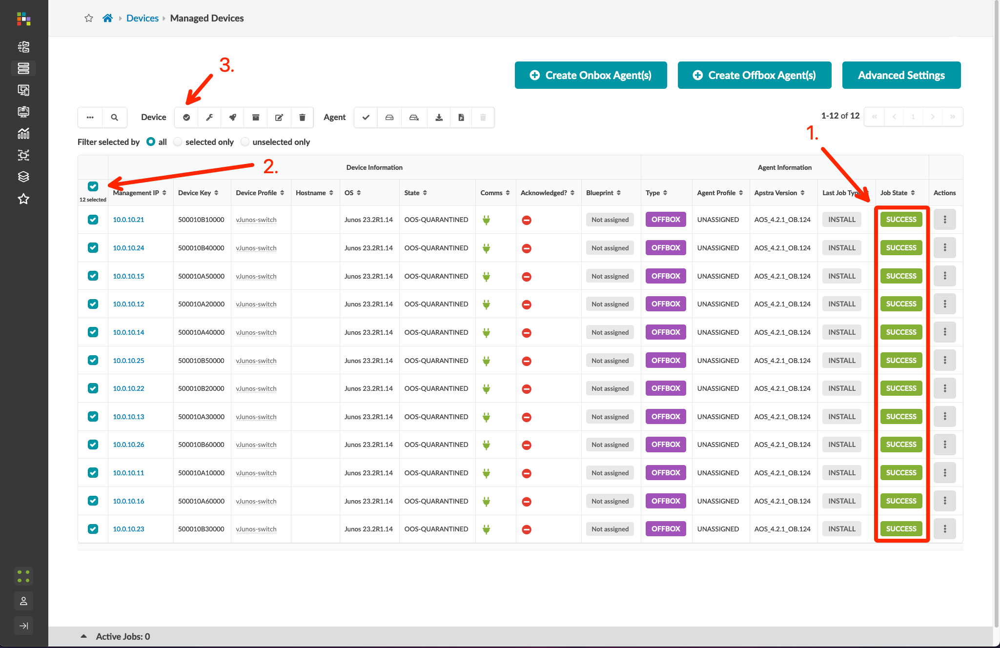 Devices Managed Devices
3.
Create Onbox Agent(s) Create Offbox Agent(s) Advanced Settings
Device Agent 1-12 of 12 1
1.
Filter selected by all selected only unselected only
2.
Device Information Agent Information
12 selected Management IP Device Key Device Profile Hostname OS State Comms Acknowledged? Blueprint Type Agent Profile Apstra Version Last Job Type Job State Actions
10.0.10.21 500010B10000 vJunos-switch Junos 23.2R1.14 OOS-QUARANTINED Not assigned OFFBOX UNASSIGNED AOS_4.2.1_OB.124 INSTALL SUCCESS
10.0.10.24 500010B40000 vJunos-switch Junos 23.2R1.14 OOS-QUARANTINED Not assigned OFFBOX UNASSIGNED AOS_4.2.1_OB.124 INSTALL SUCCESS
10.0.10.15 500010A50000 vJunos-switch Junos 23.2R1.14 OOS-QUARANTINED Not assigned OFFBOX UNASSIGNED AOS_4.2.1_OB.124 INSTALL SUCCESS
10.0.10.12 500010A20000 vJunos-switch Junos 23.2R1.14 OOS-QUARANTINED Not assigned OFFBOX UNASSIGNED AOS_4.2.1_OB.124 INSTALL SUCCESS
10.0.10.14 500010A40000 vJunos-switch Junos 23.2R1.14 OOS-QUARANTINED Not assigned OFFBOX UNASSIGNED AOS_4.2.1_OB.124 INSTALL SUCCESS
10.0.10.25 500010B50000 vJunos-switch Junos 23.2R1.14 OOS-QUARANTINED Not assigned OFFBOX UNASSIGNED AOS_4.2.1_OB.124 INSTALL SUCCESS
10.0.10.22 500010B20000 vJunos-switch Junos 23.2R1.14 OOS-QUARANTINED Not assigned OFFBOX UNASSIGNED AOS_4.2.1_OB.124 INSTALL SUCCESS
10.0.10.13 500010A30000 vJunos-switch Junos 23.2R1.14 OOS-QUARANTINED Not assigned OFFBOX UNASSIGNED AOS_4.2.1_OB.124 INSTALL SUCCESS
10.0.10.26 500010B60000 vJunos-switch Junos 23.2R1.14 OOS-QUARANTINED Not assigned OFFBOX UNASSIGNED AOS_4.2.1_OB.124 INSTALL SUCCESS
10.0.10.11 500010A10000 vJunos-switch Junos 23.2R1.14 OOS-QUARANTINED Not assigned OFFBOX UNASSIGNED AOS_4.2.1_OB.124 INSTALL SUCCESS
10.0.10.16 500010A60000 vJunos-switch Junos 23.2R1.14 OOS-QUARANTINED Not assigned OFFBOX UNASSIGNED AOS_4.2.1_OB.124 INSTALL SUCCESS
10.0.10.23 500010B30000 vJunos-switch Junos 23.2R1.14 OOS-QUARANTINED Not assigned OFFBOX UNASSIGNED AOS_4.2.1_OB.124 INSTALL SUCCESS
Active Jobs: 0